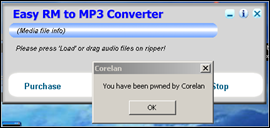 Easy RM to MP3 Converter
(Media file info)
Please press 'Load' or drag audio files on ripper!
Corelan
You have been pwned by Corelan
OK
Purchase
Stop